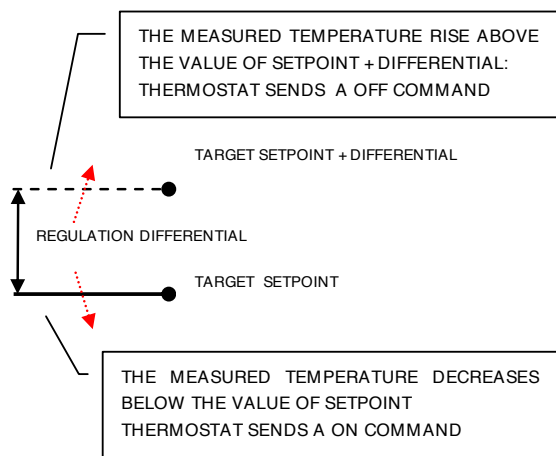 THE MEASURED TEMPERATURE RISE ABOVE
THE VALUE OF SETPOINT + DIFFERENTIAL:
THERMOSTAT SENDS A OFF COMMAND
TARGET SETPOINT + DIFFERENTIAL
REGULATION DIFFERENTIAL
TARGET SETPOINT
THE MEASURED TEMPERATURE DECREASES
BELOW THE VALUE OF SETPOINT
THERMOSTAT SENDS A ON COMMAND